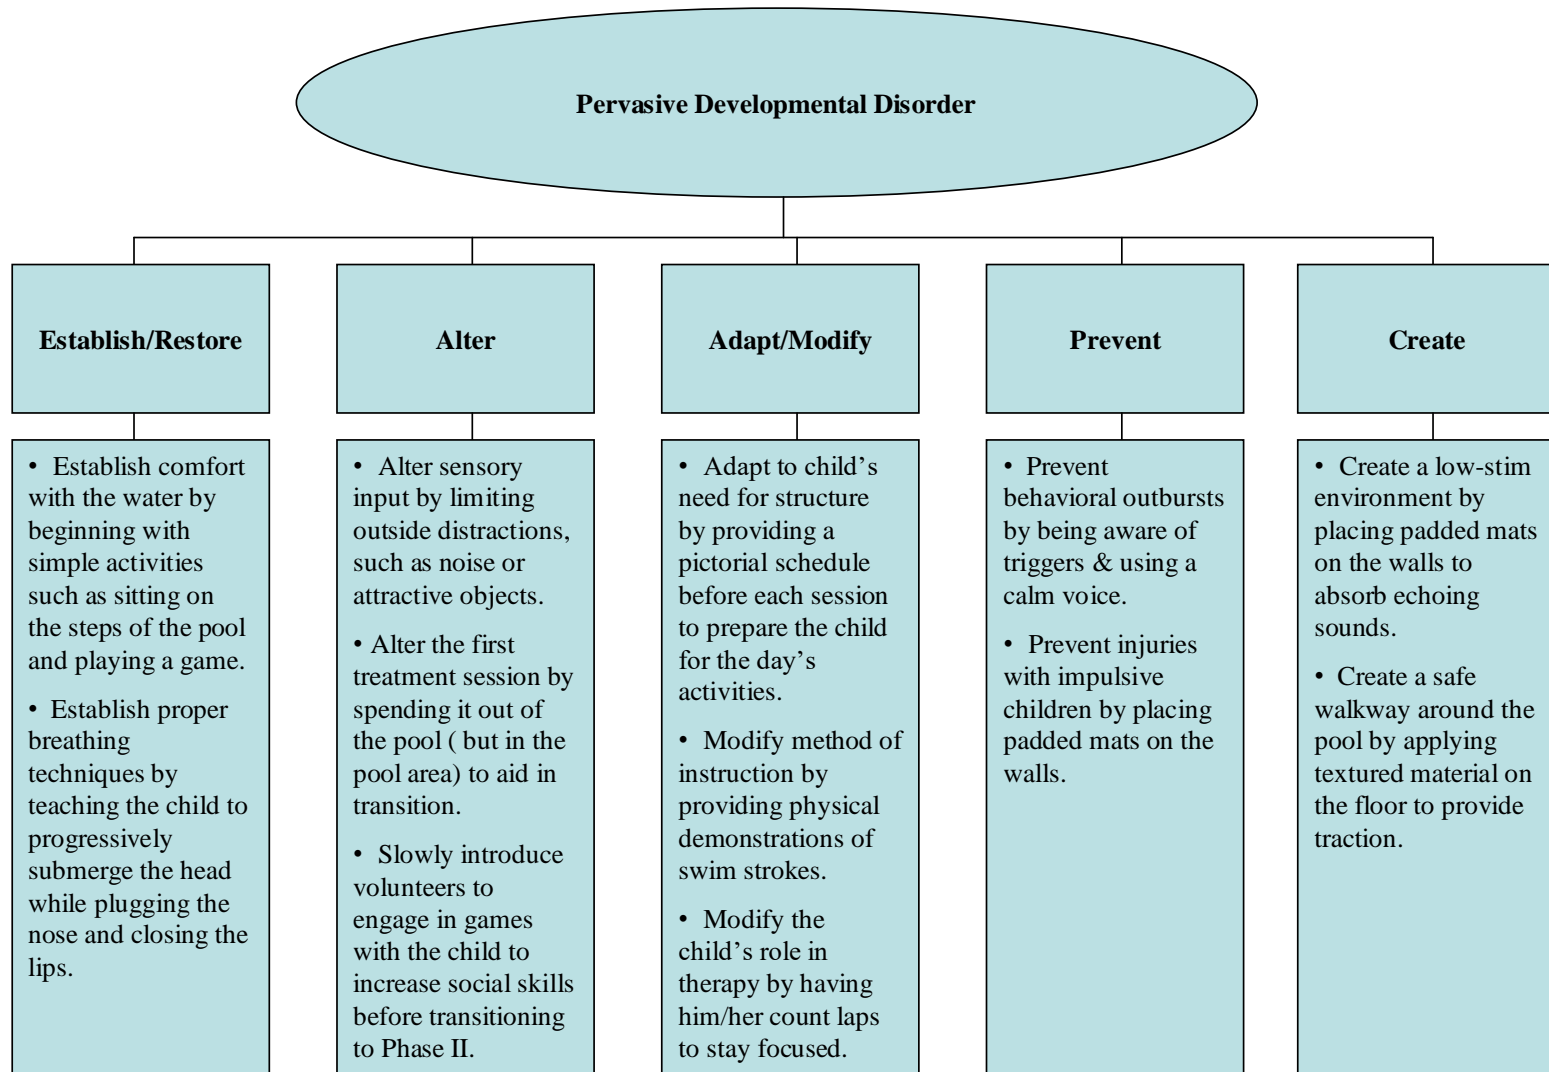 Pervasive Developmental Disorder
Establish/Restore
Alter
Adapt/Modify
Prevent
Create
• Establish comfort
with the water by
beginning with
simple activities
such as sitting on
the steps of the pool
and playing a game.
• Establish proper
breathing
techniques by
teaching the child to
progressively
submerge the head
while plugging the
nose and closing the
lips.
• Alter sensory
input by limiting
outside distractions,
such as noise or
attractive objects.
• Alter the first
treatment session by
spending it out of
the pool ( but in the
pool area) to aid in
transition.
• Slowly introduce
volunteers to
engage in games
with the child to
increase social skills
before transitioning
to Phase II.
• Adapt to child’s
need for structure
by providing a
pictorial schedule
before each session
to prepare the child
for the day’s
activities.
• Modify method of
instruction by
providing physical
demonstrations of
swim strokes.
• Modify the
child’s role in
therapy by having
him/her count laps
to stay focused.
• Prevent
behavioral outbursts
by being aware of
triggers & using a
calm voice.
• Prevent injuries
with impulsive
children by placing
padded mats on the
walls.
• Create a low-stim
environment by
placing padded mats
on the walls to
absorb echoing
sounds.
• Create a safe
walkway around the
pool by applying
textured material on
the floor to provide
traction.